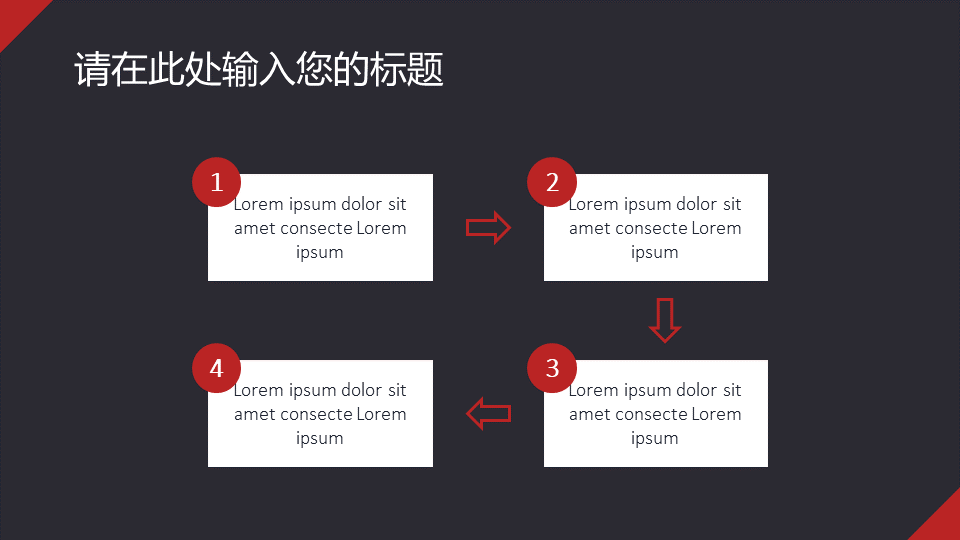 请在此处输入您的标题
1
Lorem ipsum dolor sit
amet consecte Lorem
ipsum
2
Lorem ipsum dolor sit
amet consecte Lorem
ipsum
3
Lorem ipsum dolor sit
amet consecte Lorem
ipsum
4
Lorem ipsum dolor sit
amet consecte Lorem
ipsum